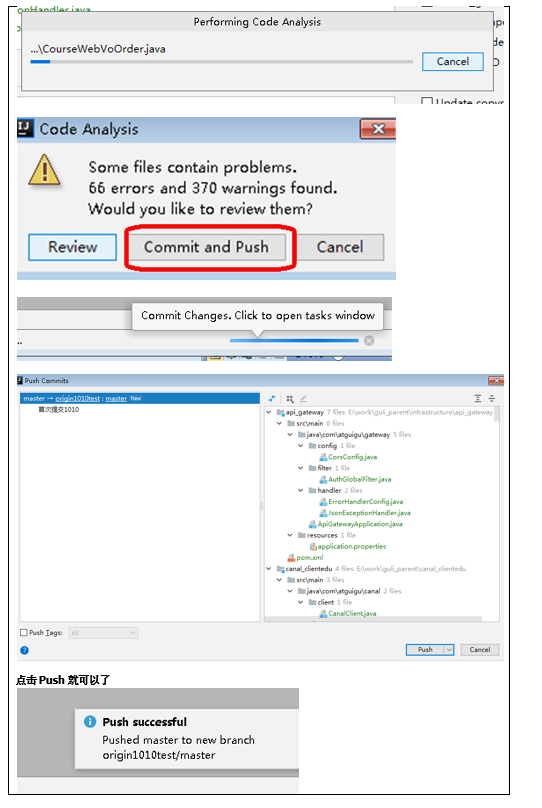 Performing Code Analysis
...\CourseWebVoOrder.java
Cancel
Update
Code Analysis
Some files contain problems.
66 errors and 370 warnings found.
Would you like to review them?
Review
Commit and Push
Cancel
Commit Changes. Click to open tasks window
Push Commits
master → origin1010test : master New
首次提交1010
api_gateway 7 files E:\work\guli_parent\infrastructure\api_gateway
src\main 6 files
java\com\atguigu\gateway 5 files
config 1 file
CorsConfig.java
filter 1 file
AuthGlobalFilter.java
handler 2 files
ErrorHandlerConfig.java
JsonExceptionHandler.java
ApiGatewayApplication.java
resources 1 file
application.properties
pom.xml
canal_clientedu 4 files E:\work\guli_parent\canal_clientedu
src\main 3 files
java\com\atguigu\canal 2 files
client 1 file
CanalClient.java
Push Tags: All
Push
Cancel
点击 Push 就可以了
Push successful
Pushed master to new branch
origin1010test/master